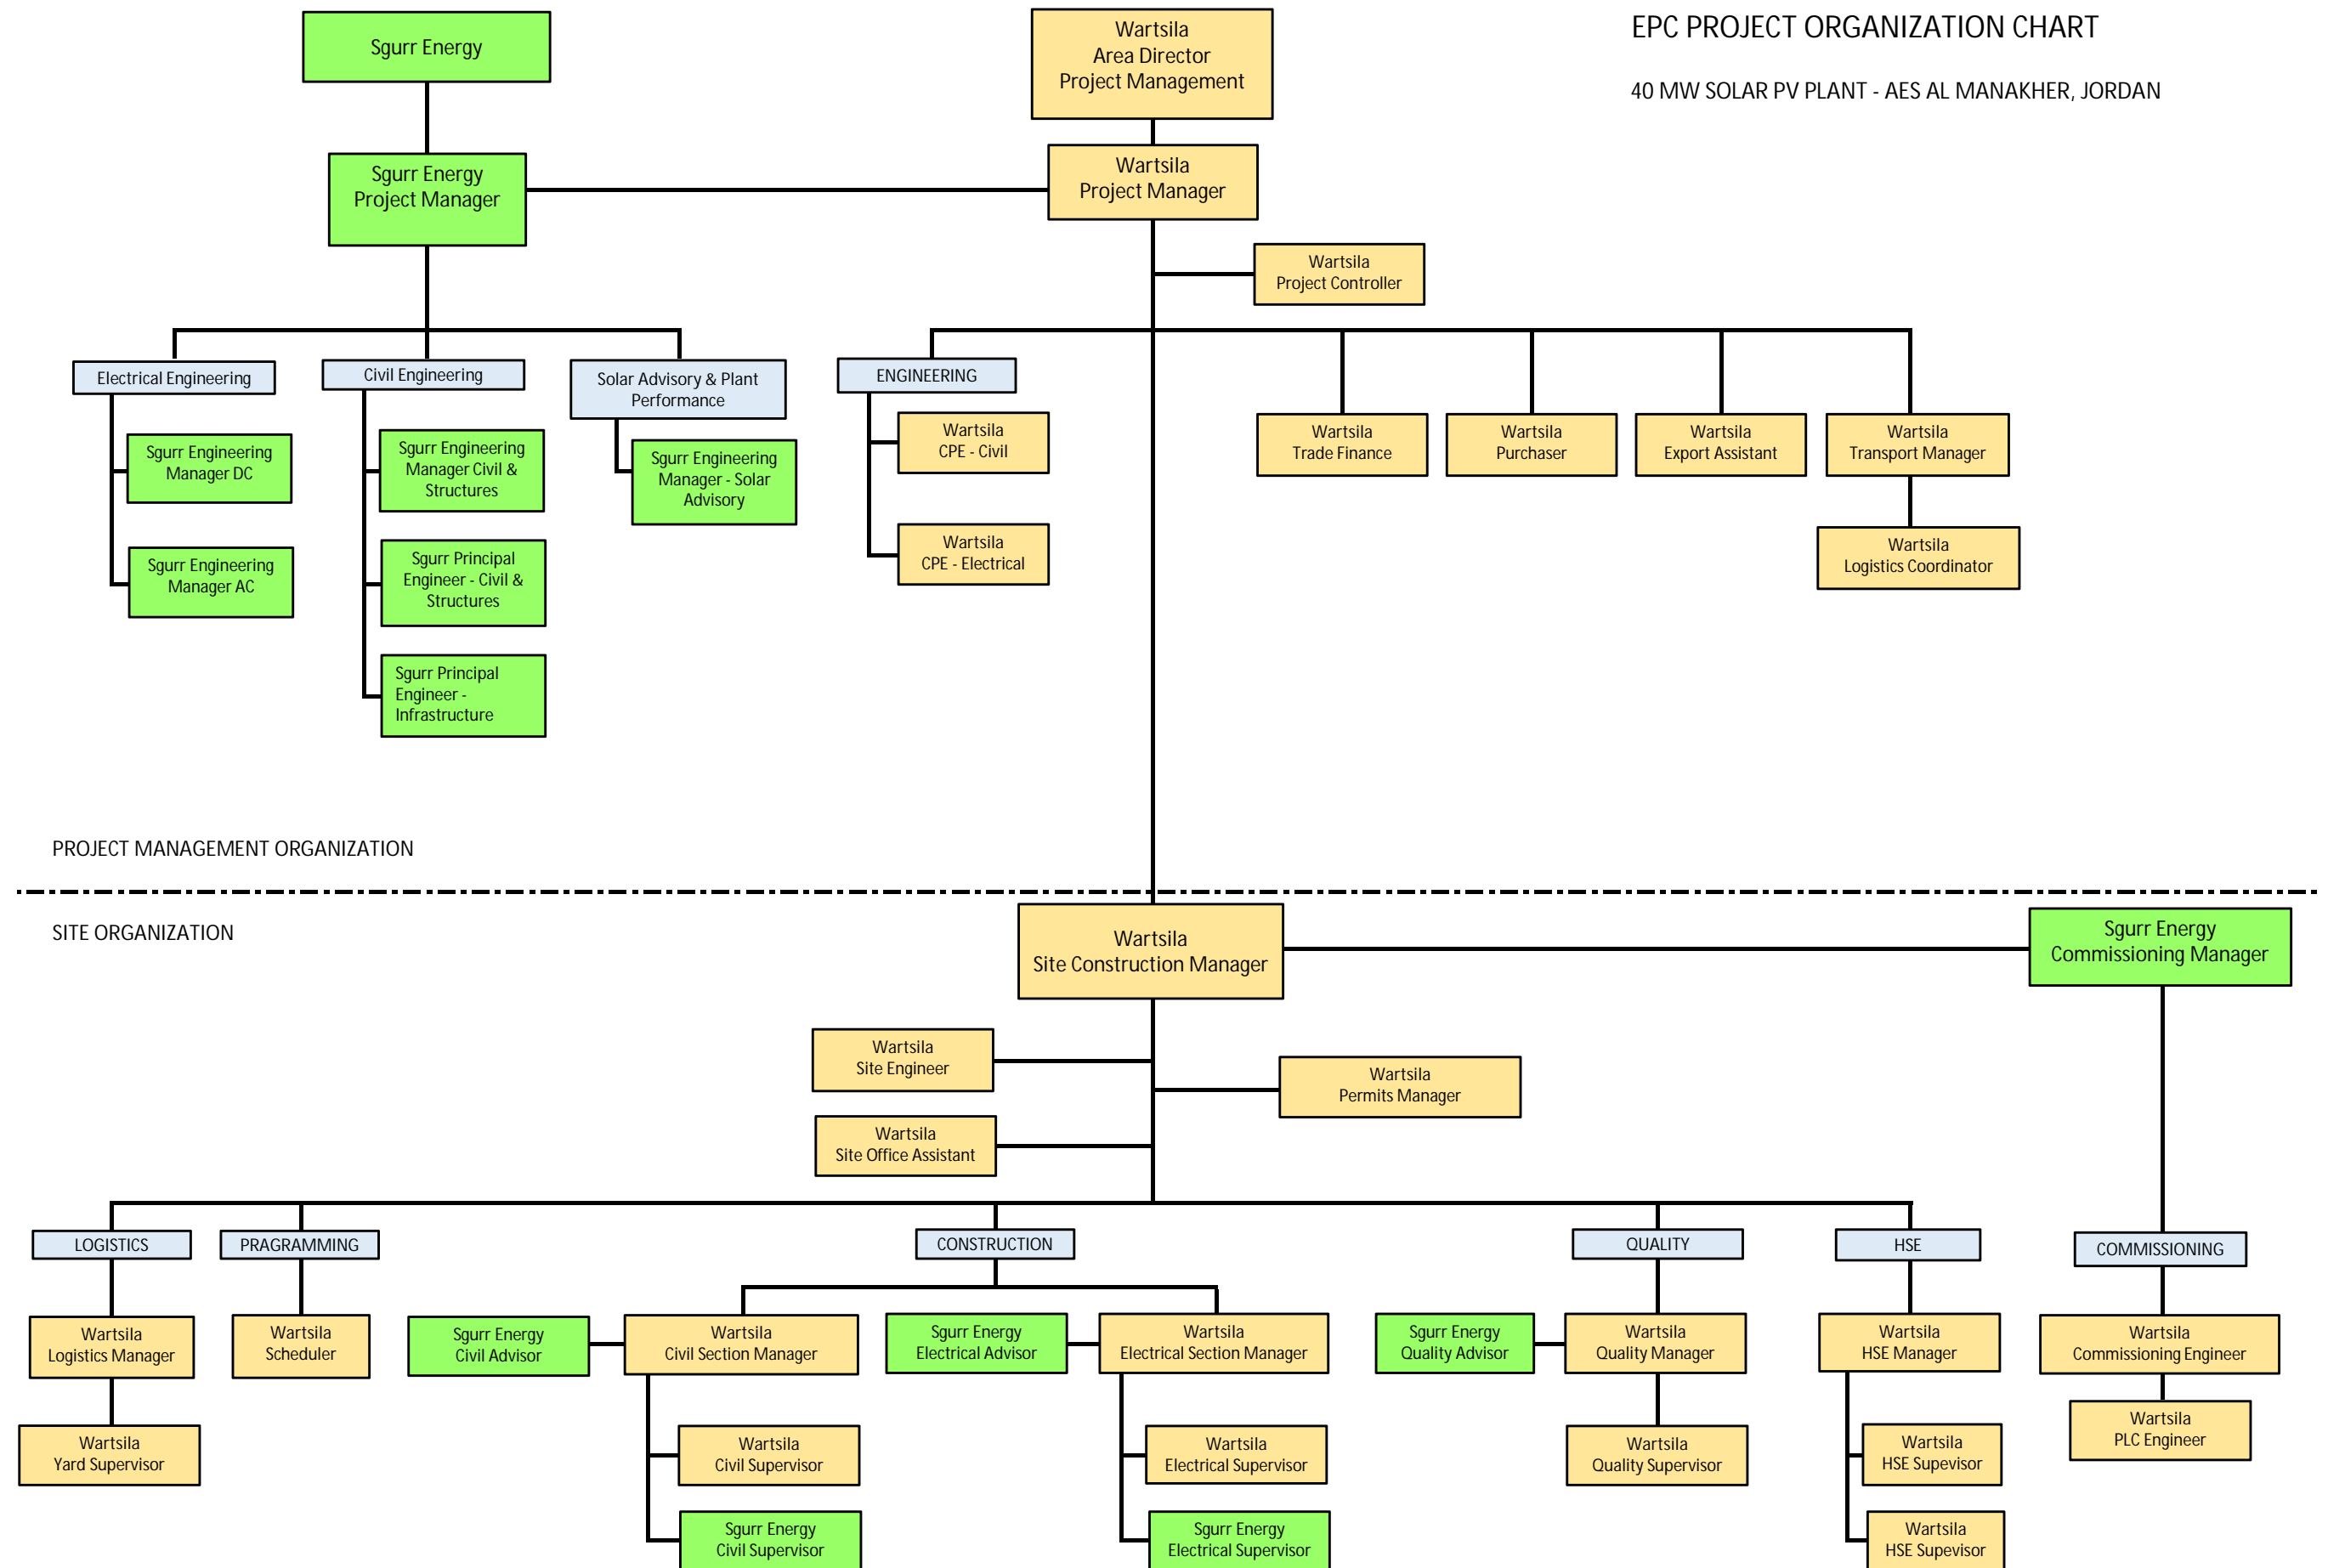 EPC PROJECT ORGANIZATION CHART
40 MW SOLAR PV PLANT - AES AL MANAKHER, JORDAN
Sgurr Energy
Wartsila
Area Director
Project Management
Sgurr Energy
Project Manager
Wartsila
Project Manager
Wartsila
Project Controller
Electrical Engineering
Sgurr Engineering
Manager DC
Sgurr Engineering
Manager AC
Civil Engineering
Sgurr Engineering
Manager Civil &
Structures
Sgurr Principal
Engineer - Civil &
Structures
Sgurr Principal
Engineer -
Infrastructure
Solar Advisory & Plant
Performance
Sgurr Engineering
Manager - Solar
Advisory
ENGINEERING
Wartsila
CPE - Civil
Wartsila
CPE - Electrical
Wartsila
Trade Finance
Wartsila
Purchaser
Wartsila
Export Assistant
Wartsila
Transport Manager
Wartsila
Logistics Coordinator
PROJECT MANAGEMENT ORGANIZATION
SITE ORGANIZATION
Wartsila
Site Construction Manager
Sgurr Energy
Commissioning Manager
Wartsila
Site Engineer
Wartsila
Permits Manager
Wartsila
Site Office Assistant
LOGISTICS
Wartsila
Logistics Manager
Wartsila
Yard Supervisor
PRAGRAMMING
Wartsila
Scheduler
CONSTRUCTION
Sgurr Energy
Civil Advisor
Wartsila
Civil Section Manager
Wartsila
Civil Supervisor
Sgurr Energy
Civil Supervisor
Sgurr Energy
Electrical Advisor
Wartsila
Electrical Section Manager
Wartsila
Electrical Supervisor
Sgurr Energy
Electrical Supervisor
QUALITY
Sgurr Energy
Quality Advisor
Wartsila
Quality Manager
Wartsila
Quality Supervisor
HSE
Wartsila
HSE Manager
Wartsila
HSE Supevisor
Wartsila
HSE Supevisor
COMMISSIONING
Wartsila
Commissioning Engineer
Wartsila
PLC Engineer